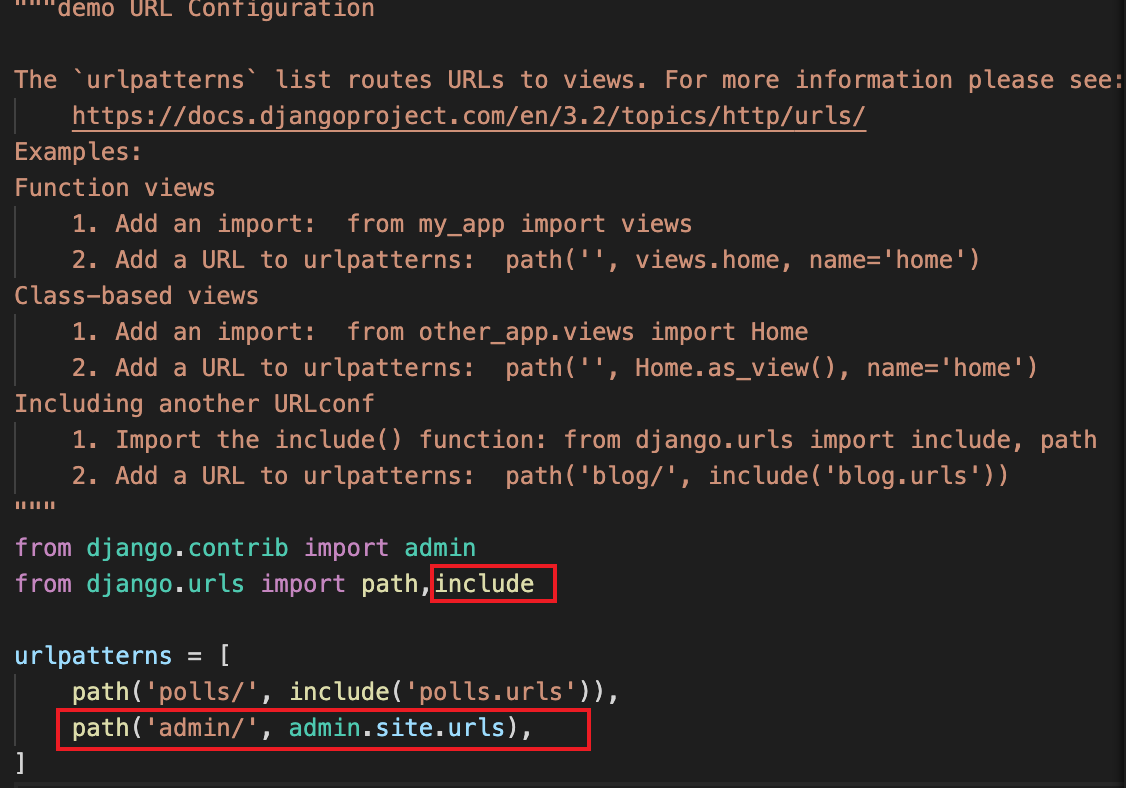 """demo URL Configuration
The `urlpatterns` list routes URLs to views. For more information please see:
    https://docs.djangoproject.com/en/3.2/topics/http/urls/
Examples:
Function views
    1. Add an import:  from my_app import views
    2. Add a URL to urlpatterns:  path('', views.home, name='home')
Class-based views
    1. Add an import:  from other_app.views import Home
    2. Add a URL to urlpatterns:  path('', Home.as_view(), name='home')
Including another URLconf
    1. Import the include() function: from django.urls import include, path
    2. Add a URL to urlpatterns:  path('blog/', include('blog.urls'))
"""
from django.contrib import admin
from django.urls import path,include
urlpatterns = [
    path('polls/', include('polls.urls')),
    path('admin/', admin.site.urls),
]